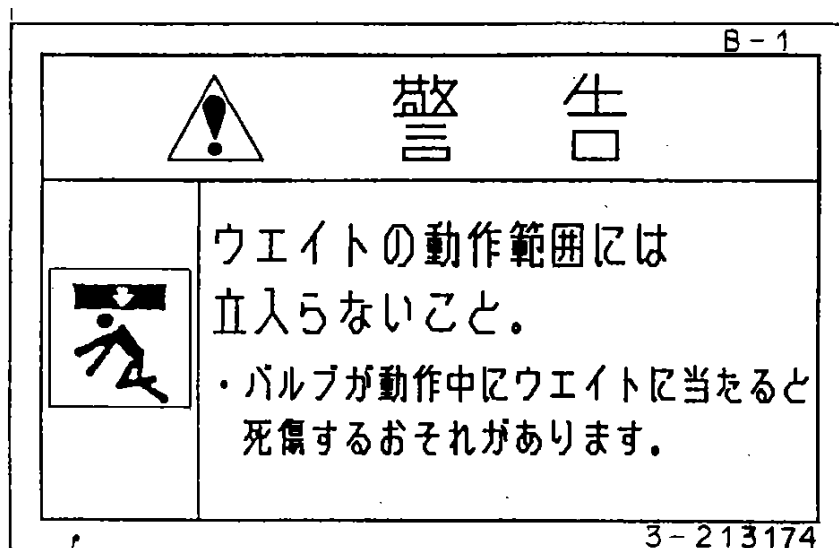 B-1
警告
ウエイトの動作範囲には
立入らないこと。
・バルブが動作中にウエイトに当たると
死傷するおそれがあります。
3-213174